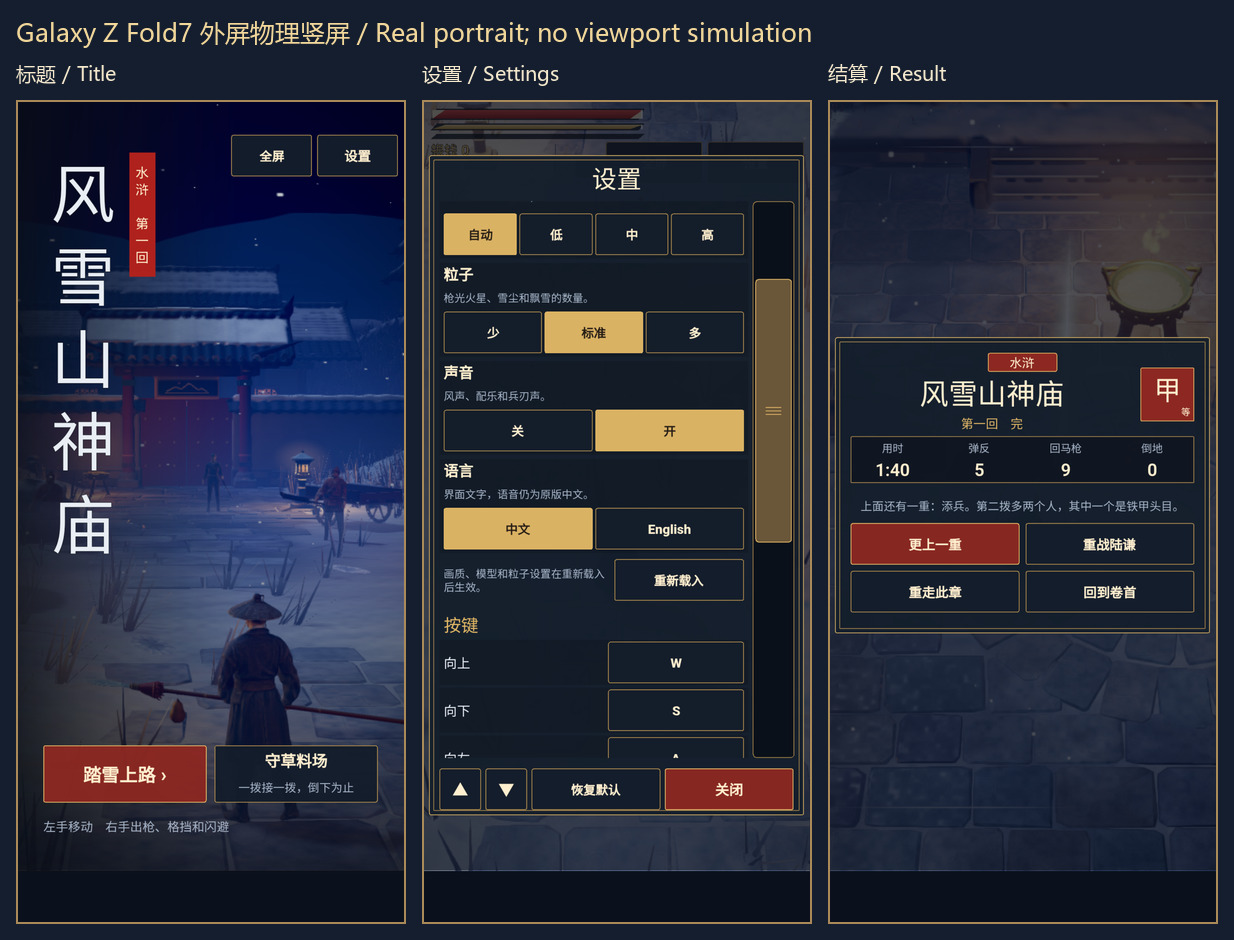 Galaxy Z Fold7 外屏物理竖屏 / Real portrait; no viewport simulation
标题 / Title
设置 / Settings
结算 / Result
全屏
设置
水浒 第一回
风雪山神庙
踏雪上路 ›
守草料场
一拨接一拨，倒下为止
左手移动 右手出枪、格挡和闪避
设置
自动 低 中 高
粒子
枪光火星、雪尘和飘雪的数量。
少 标准 多
声音
风声、配乐和兵刃声。
关 开
语言
界面文字，语音仍为原版中文。
中文 English
画质、模型和粒子设置在重新载入
后生效。
重新载入
按键
向上 W
向下 S
▲ ▼ 恢复默认 关闭
水浒
风雪山神庙
甲
等
第一回 完
用时 弹反 回马枪 倒地
1:40 5 9 0
上面还有一重：添兵。第二拨多两个人，其中一个是铁甲头目。
更上一重 重战陆谦
重走此章 回到卷首